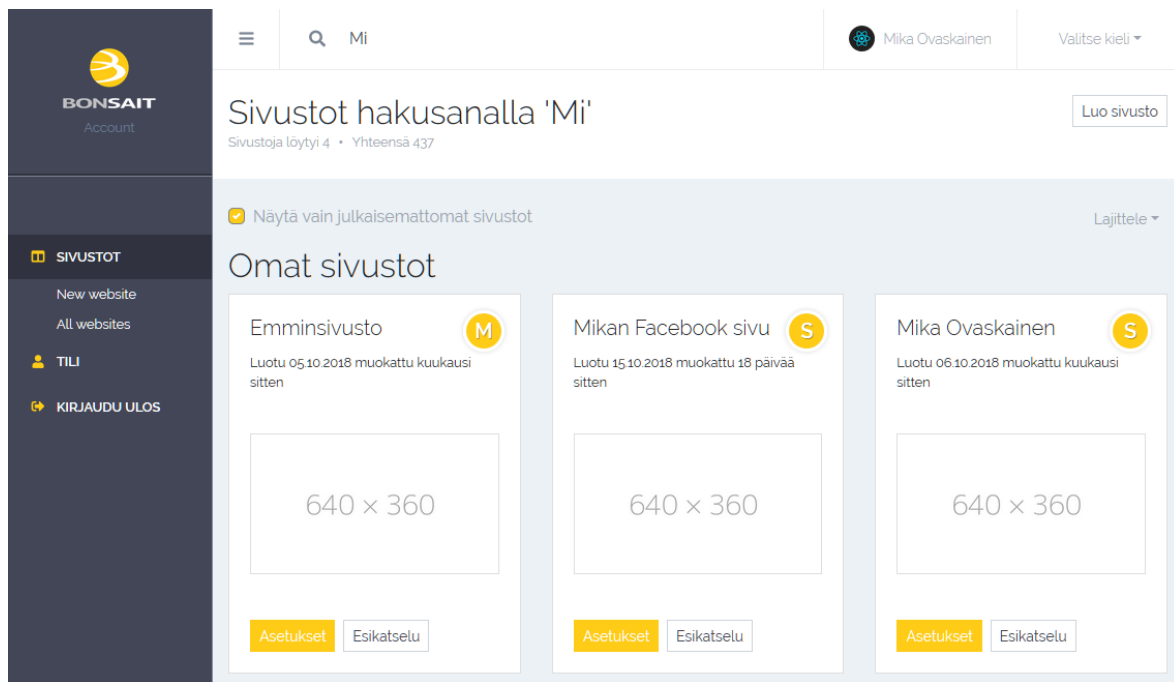 BONSAIT
Account
SIVUSTOT
New website
All websites
TILI
KIRJAUDU ULOS
Mi
Mika Ovaskainen
Valitse kieli
Sivustot hakusanalla 'Mi'
Sivustoja löytyi 4 • Yhteensä 437
Luo sivusto
Näytä vain julkaisemattomat sivustot
Lajittele
Omat sivustot
Emminsivusto
M
Luotu 05.10.2018 muokattu kuukausi
sitten
640 × 360
Asetukset
Esikatselu
Mikan Facebook sivu
S
Luotu 15.10.2018 muokattu 18 päivää
sitten
640 × 360
Asetukset
Esikatselu
Mika Ovaskainen
S
Luotu 06.10.2018 muokattu kuukausi
sitten
640 × 360
Asetukset
Esikatselu